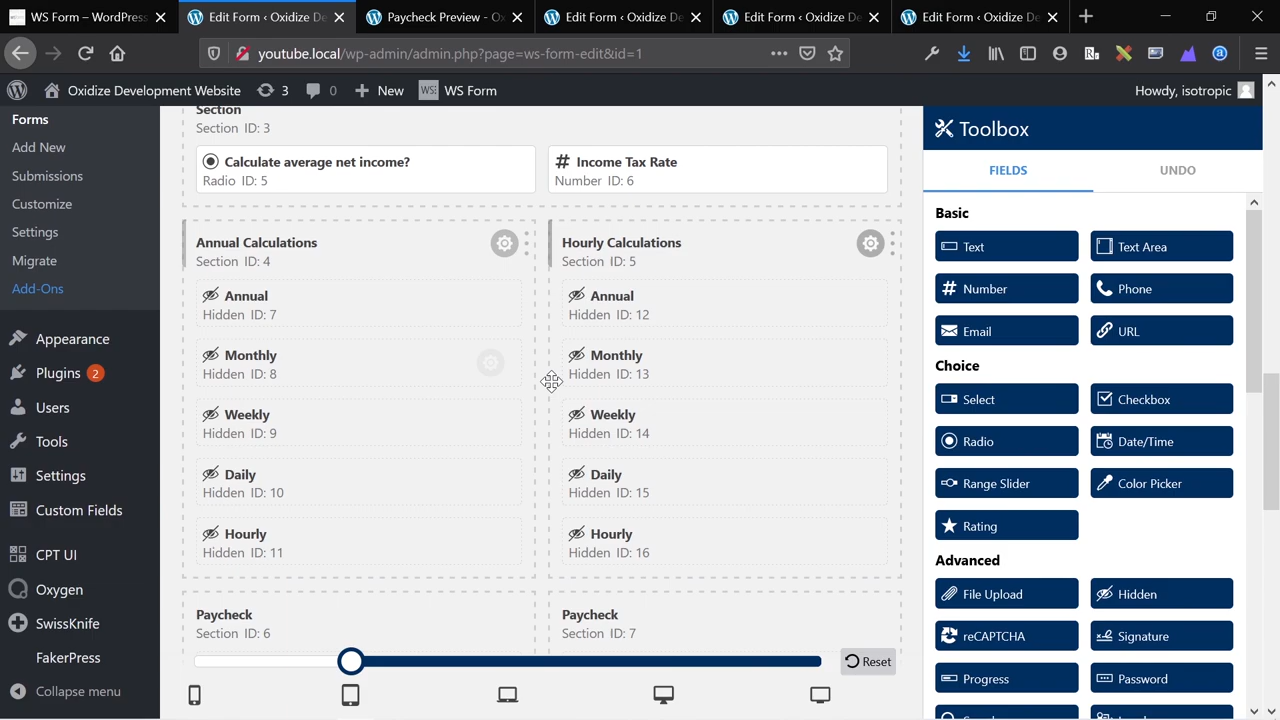 WS Form – WordPress
Edit Form ‹ Oxidize De
Paycheck Preview - Ox
Edit Form ‹ Oxidize De
Edit Form ‹ Oxidize De
Edit Form ‹ Oxidize De
youtube.local/wp-admin/admin.php?page=ws-form-edit&id=1
Oxidize Development Website
3
0
New
WS Form
Howdy, isotropic
Forms
Add New
Submissions
Customize
Settings
Migrate
Add-Ons
Appearance
Plugins 2
Users
Tools
Settings
Custom Fields
CPT UI
Oxygen
SwissKnife
FakerPress
Collapse menu
Section
Section ID: 3
Calculate average net income?
Radio ID: 5
Income Tax Rate
Number ID: 6
Annual Calculations
Section ID: 4
Annual
Hidden ID: 7
Monthly
Hidden ID: 8
Weekly
Hidden ID: 9
Daily
Hidden ID: 10
Hourly
Hidden ID: 11
Hourly Calculations
Section ID: 5
Annual
Hidden ID: 12
Monthly
Hidden ID: 13
Weekly
Hidden ID: 14
Daily
Hidden ID: 15
Hourly
Hidden ID: 16
Paycheck
Section ID: 6
Paycheck
Section ID: 7
Reset
Toolbox
FIELDS
UNDO
Basic
Text
Text Area
Number
Phone
Email
URL
Choice
Select
Checkbox
Radio
Date/Time
Range Slider
Color Picker
Rating
Advanced
File Upload
Hidden
reCAPTCHA
Signature
Progress
Password